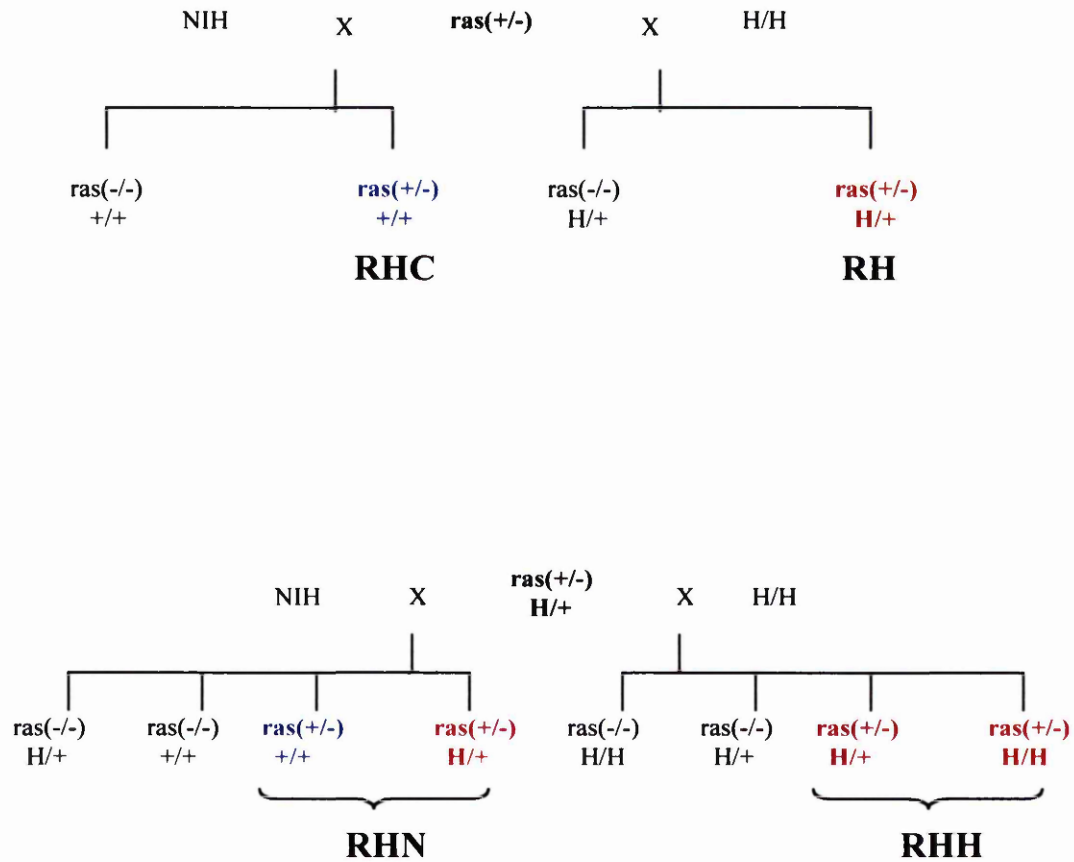 NIH X ras(+/-) X H/H
ras(-/-) ras(+/-) ras(-/-) ras(+/-)
+/+ +/+ H/+ H/+
RHC RH
ras(+/-)
NIH X H/+ X H/H
ras(-/-) ras(-/-) ras(+/-) ras(+/-) ras(-/-) ras(-/-) ras(+/-) ras(+/-)
H/+ +/+ +/+ H/+ H/H H/+ H/+ H/H
RHN RHH